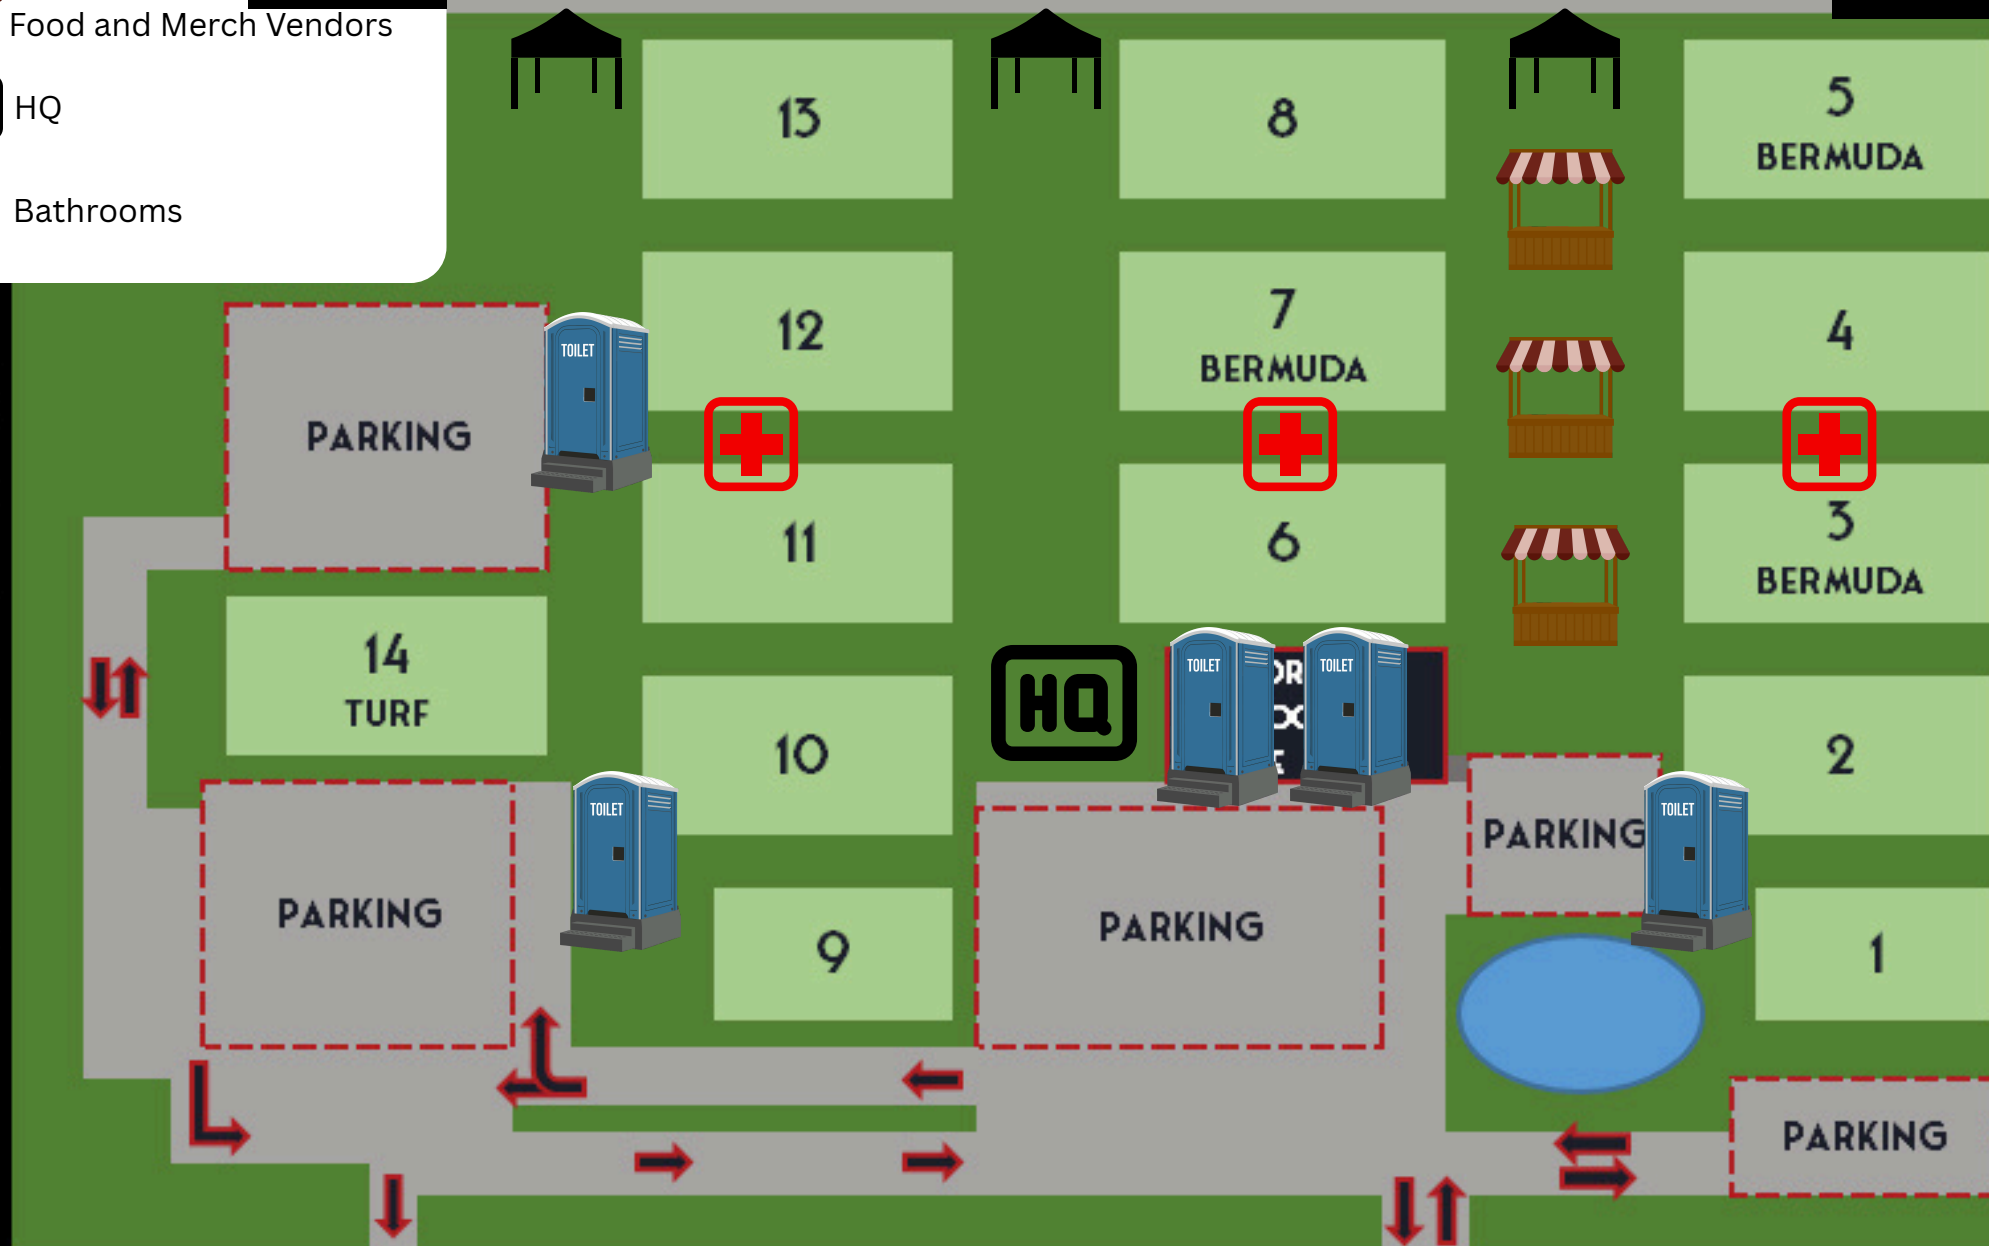 Food and Merch Vendors
HQ
Bathrooms
13
8
5
BERMUDA
12
7
BERMUDA
4
TOILET
PARKING
11
6
3
BERMUDA
14
TURF
HQ
TOILET
TOILET
10
2
PARKING
TOILET
TOILET
PARKING
PARKING
9
1
PARKING